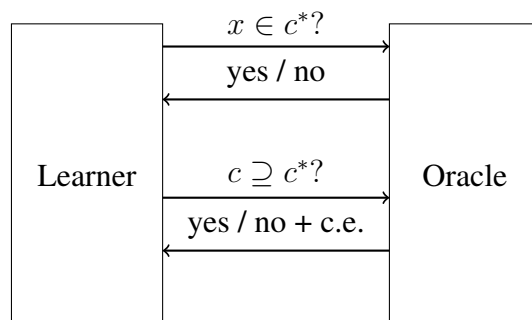 x ∈ c*?
yes / no
Learner
c ⊇ c*?
Oracle
yes / no + c.e.